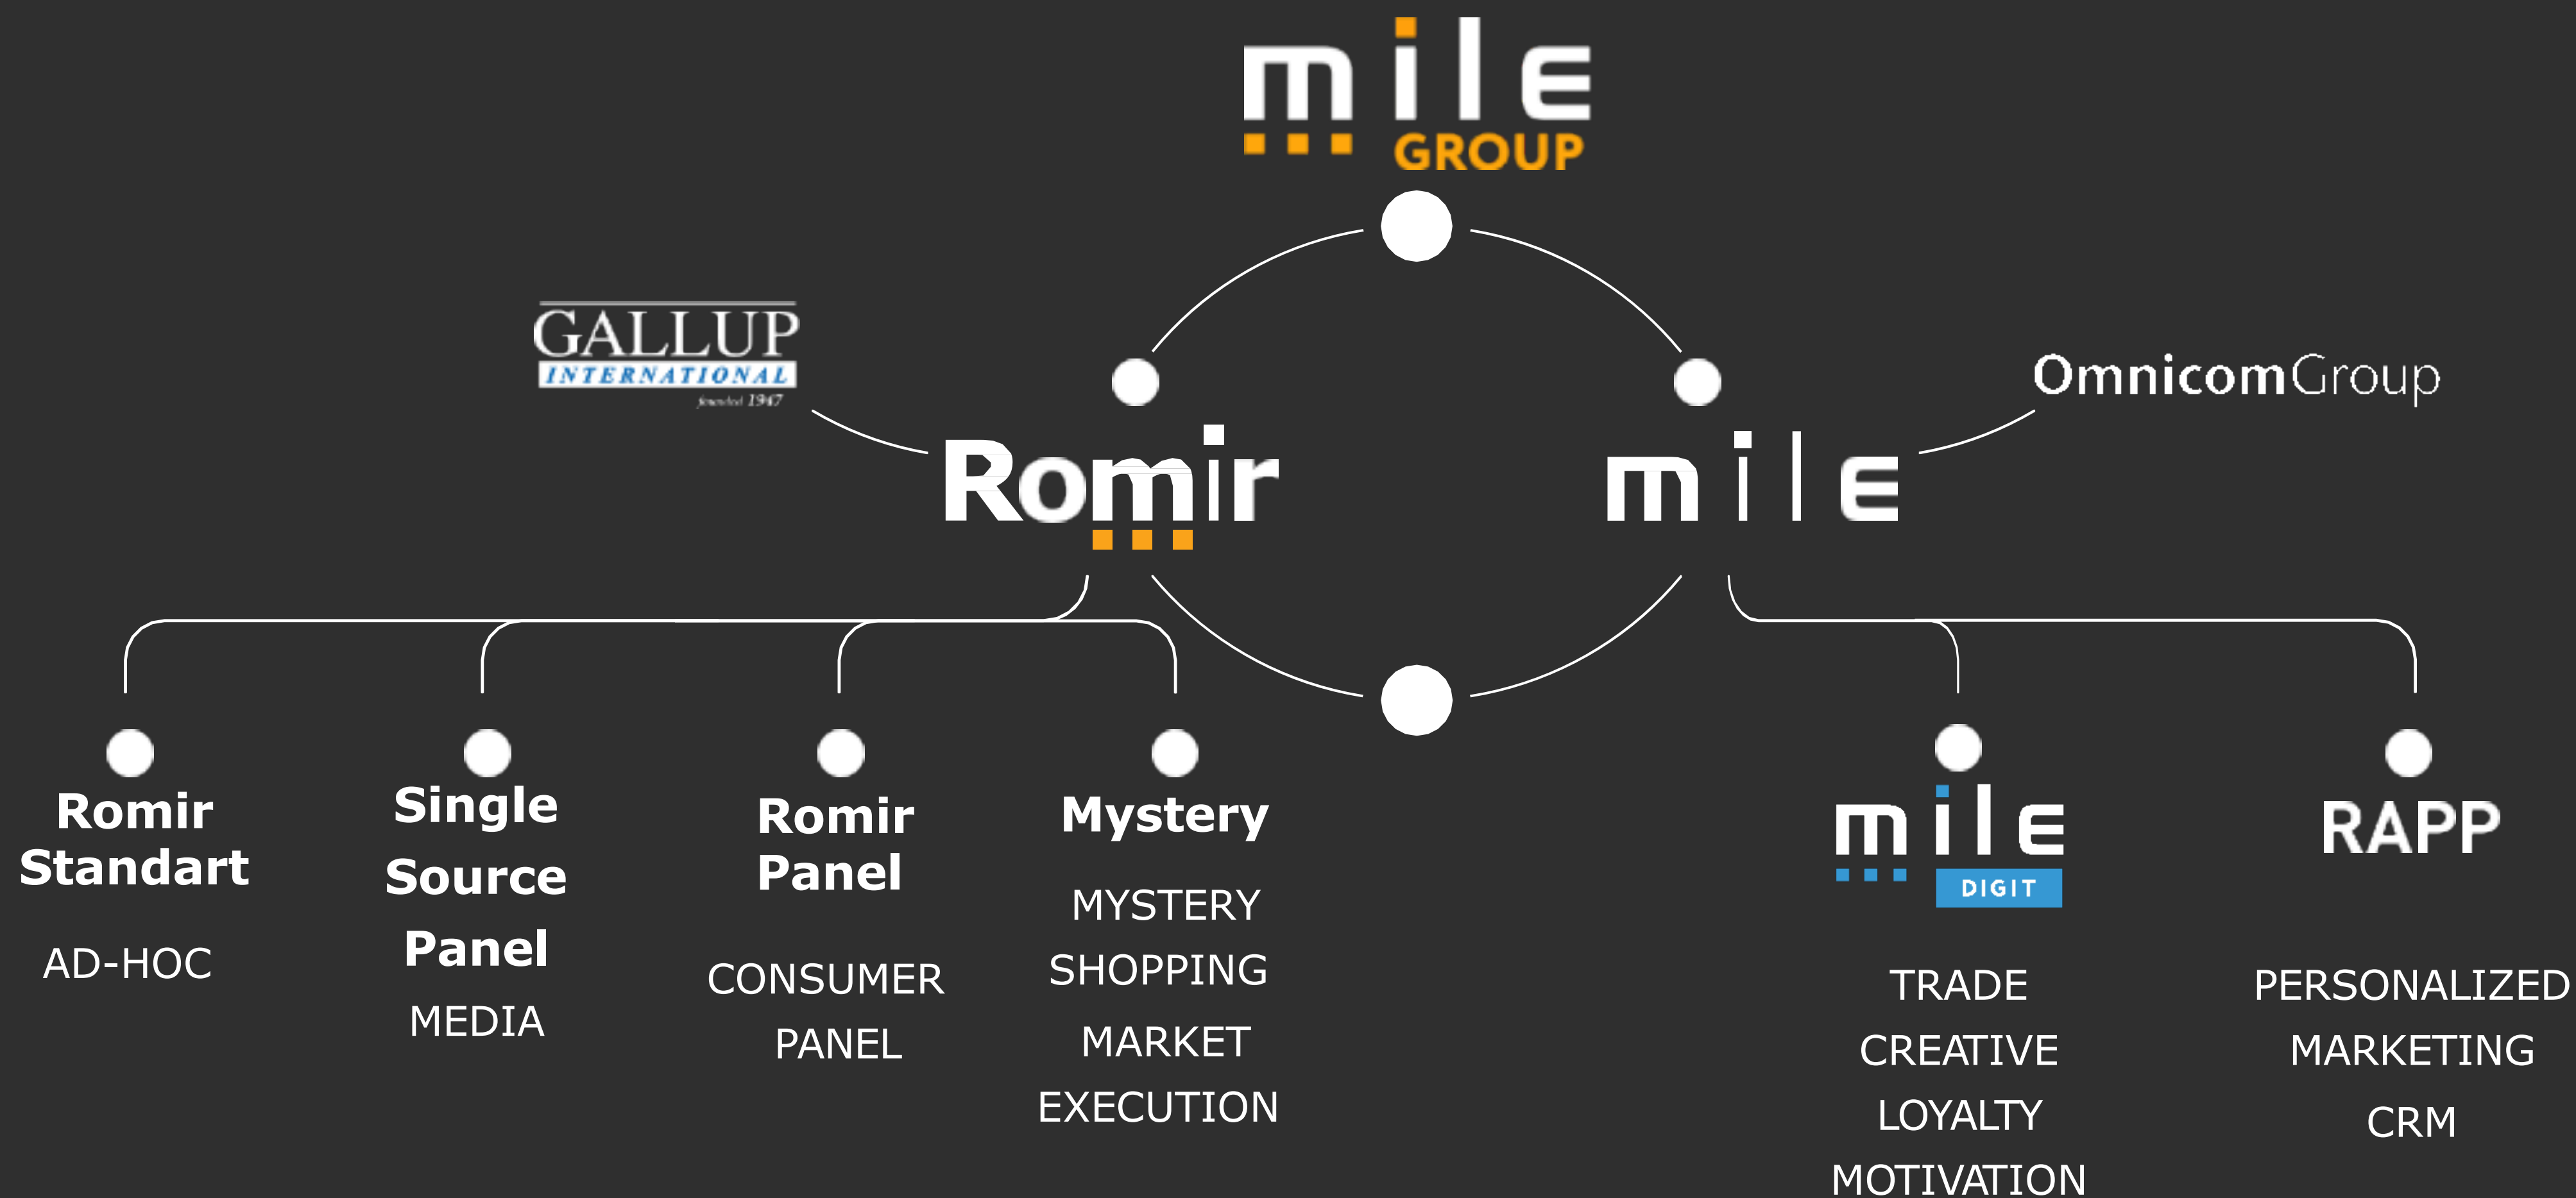 mile
GROUP
GALLUP
INTERNATIONAL
founded 1947
OmnicomGroup
Romir
mile
Romir
Standart
AD-HOC
Single
Source
Panel
MEDIA
Romir
Panel
CONSUMER
PANEL
Mystery
MYSTERY
SHOPPING
MARKET
EXECUTION
mile
DIGIT
TRADE
CREATIVE
LOYALTY
MOTIVATION
RAPP
PERSONALIZED
MARKETING
CRM